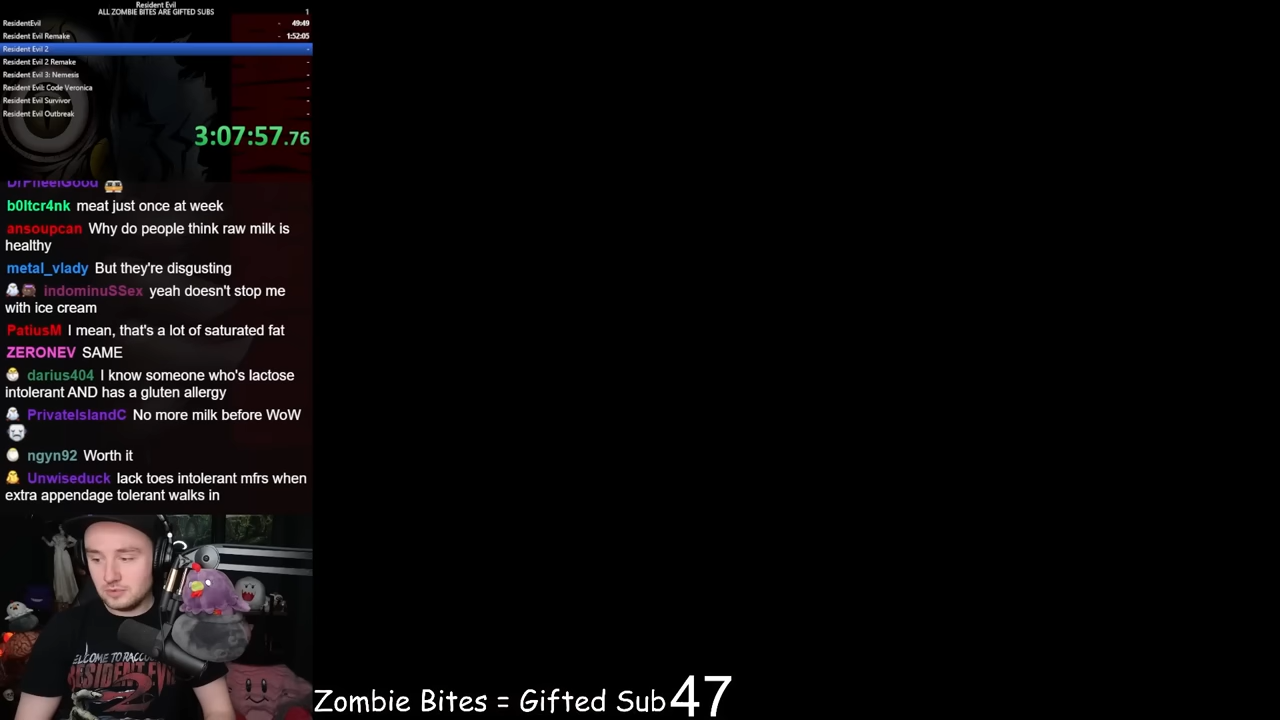 Resident Evil
ALL ZOMBIE BITES ARE GIFTED SUBS 1
ResidentEvil - 49:49
Resident Evil Remake - 1:52:05
Resident Evil 2 -
Resident Evil 2 Remake -
Resident Evil 3: Nemesis -
Resident Evil: Code Veronica -
Resident Evil Survivor -
Resident Evil Outbreak -
3:07:57.76
DrPheelGood
b0ltcr4nk meat just once at week
ansoupcan Why do people think raw milk is
healthy
metal_vlady But they're disgusting
indominuSSex yeah doesn't stop me
with ice cream
PatiusM I mean, that's a lot of saturated fat
ZERONEV SAME
darius404 I know someone who's lactose
intolerant AND has a gluten allergy
PrivateIslandC No more milk before WoW
ngyn92 Worth it
Unwiseduck lack toes intolerant mfrs when
extra appendage tolerant walks in
RESIDENT EVIL
2
Zombie Bites = Gifted Sub 47